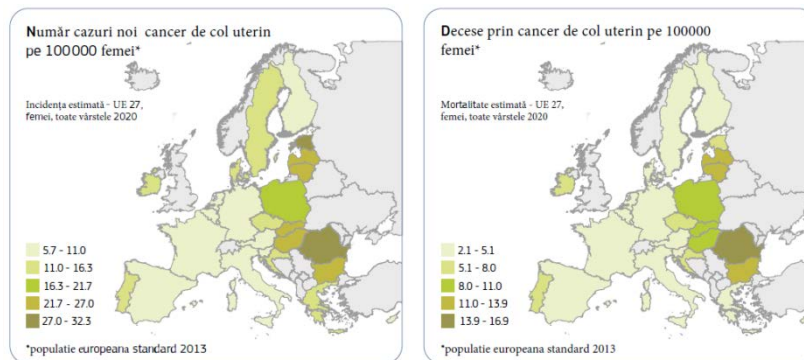 Număr cazuri noi cancer de col uterin
pe 100000 femei*
Incidența estimată - UE 27,
femei, toate vârstele 2020
5.7 - 11.0
11.0 - 16.3
16.3 - 21.7
21.7 - 27.0
27.0 - 32.3
*populatie europeana standard 2013
Decese prin cancer de col uterin pe 100000
femei*
Mortalitate estimată - UE 27,
femei, toate vârstele 2020
2.1 - 5.1
5.1 - 8.0
8.0 - 11.0
11.0 - 13.9
13.9 - 16.9
*populatie europeana standard 2013